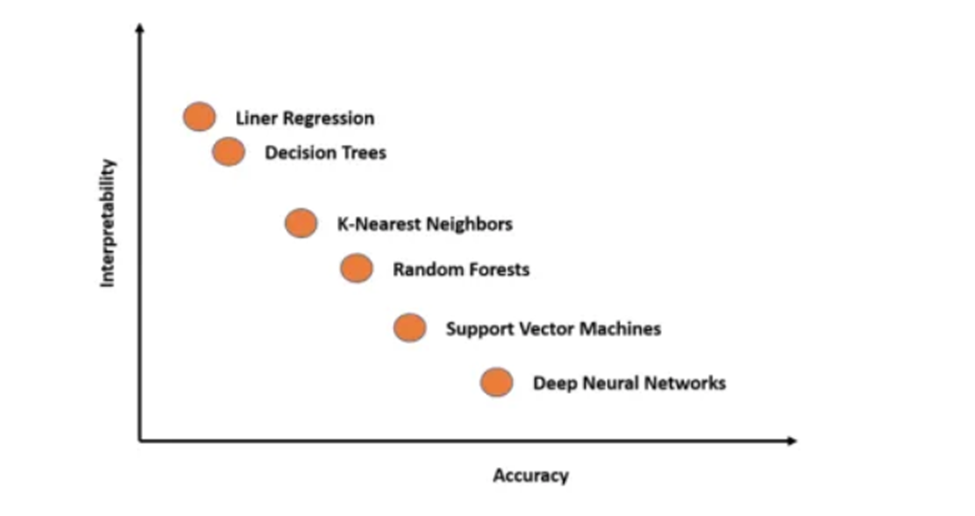 Liner Regression
Decision Trees
K-Nearest Neighbors
Random Forests
Support Vector Machines
Deep Neural Networks
Interpretability
Accuracy